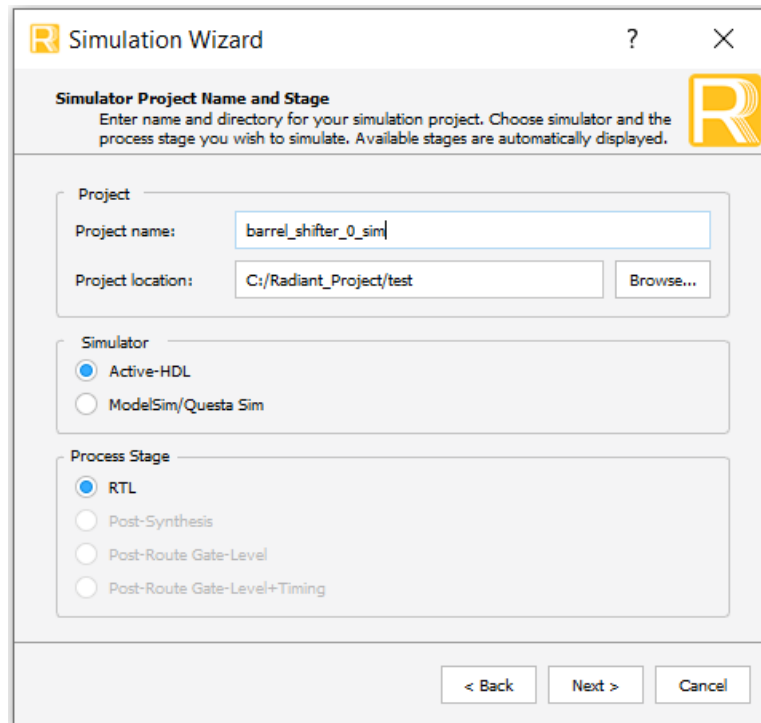 Simulation Wizard
?
Simulator Project Name and Stage
Enter name and directory for your simulation project. Choose simulator and the
process stage you wish to simulate. Available stages are automatically displayed.
Project
Project name:
barrel_shifter_0_sim
Project location:
C:/Radiant_Project/test
Browse...
Simulator
Active-HDL
ModelSim/Questa Sim
Process Stage
RTL
Post-Synthesis
Post-Route Gate-Level
Post-Route Gate-Level+Timing
< Back
Next >
Cancel